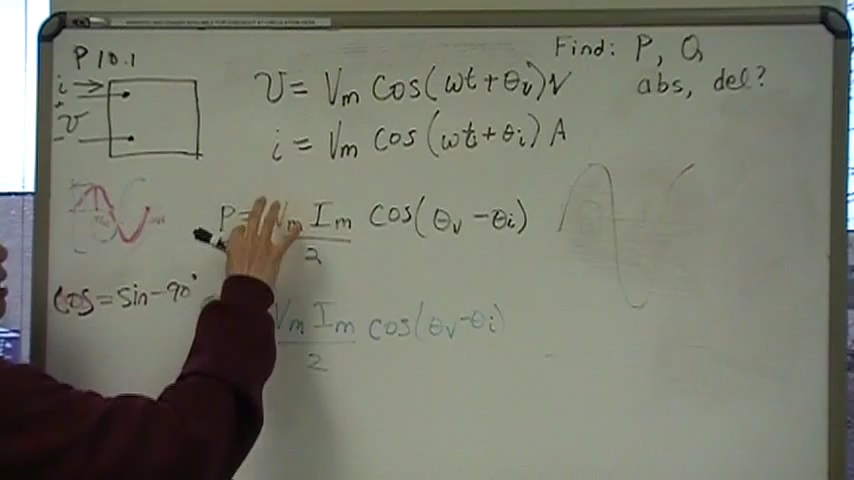 P 10.1
Find: P, Q
abs, del?
i
+
v
-
v = Vm Cos(ωt + θv) V
i = Vm Cos(ωt + θi) A
P = Vm Im cos(θv - θi)
2
cos = sin - 90°
Vm Im cos(θv - θi)
2